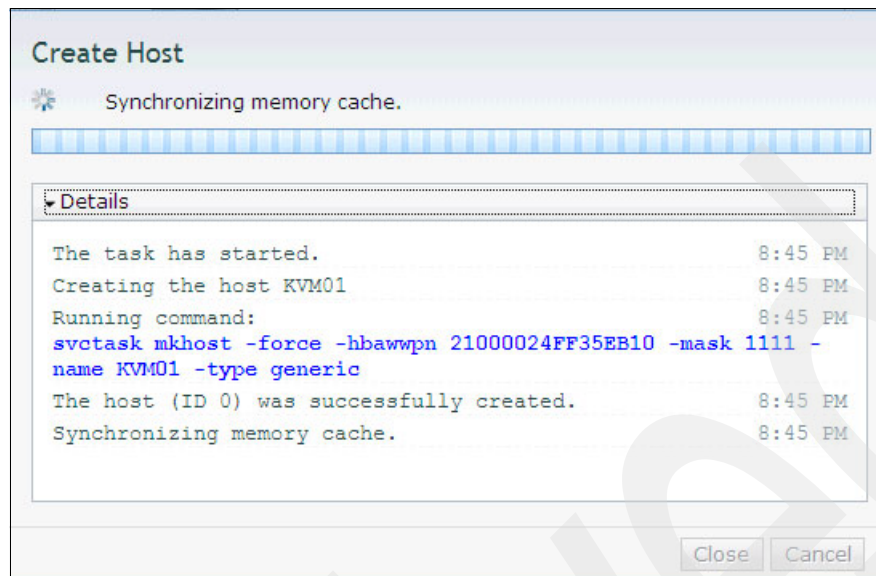 Create Host
Synchronizing memory cache.
Details
The task has started. 8:45 PM
Creating the host KVM01 8:45 PM
Running command: 8:45 PM
svctask mkhost -force -hbawwpn 21000024FF35EB10 -mask 1111 -
name KVM01 -type generic
The host (ID 0) was successfully created. 8:45 PM
Synchronizing memory cache. 8:45 PM
Close Cancel